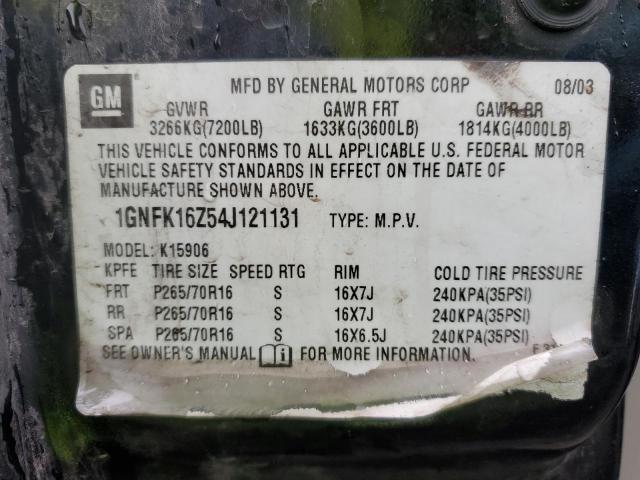 GM
MFD BY GENERAL MOTORS CORP 08/03
GVWR GAWR FRT GAWR RR
3266KG(7200LB) 1633KG(3600LB) 1814KG(4000LB)
THIS VEHICLE CONFORMS TO ALL APPLICABLE U.S. FEDERAL MOTOR
VEHICLE SAFETY STANDARDS IN EFFECT ON THE DATE OF
MANUFACTURE SHOWN ABOVE.
1GNFK16Z54J121131 TYPE: M.P.V.
MODEL: K15906
KPFE TIRE SIZE SPEED RTG RIM COLD TIRE PRESSURE
FRT P265/70R16 S 16X7J 240KPA(35PSI)
RR P265/70R16 S 16X7J 240KPA(35PSI)
SPA P265/70R16 S 16X6.5J 240KPA(35PSI)
SEE OWNER'S MANUAL i FOR MORE INFORMATION.